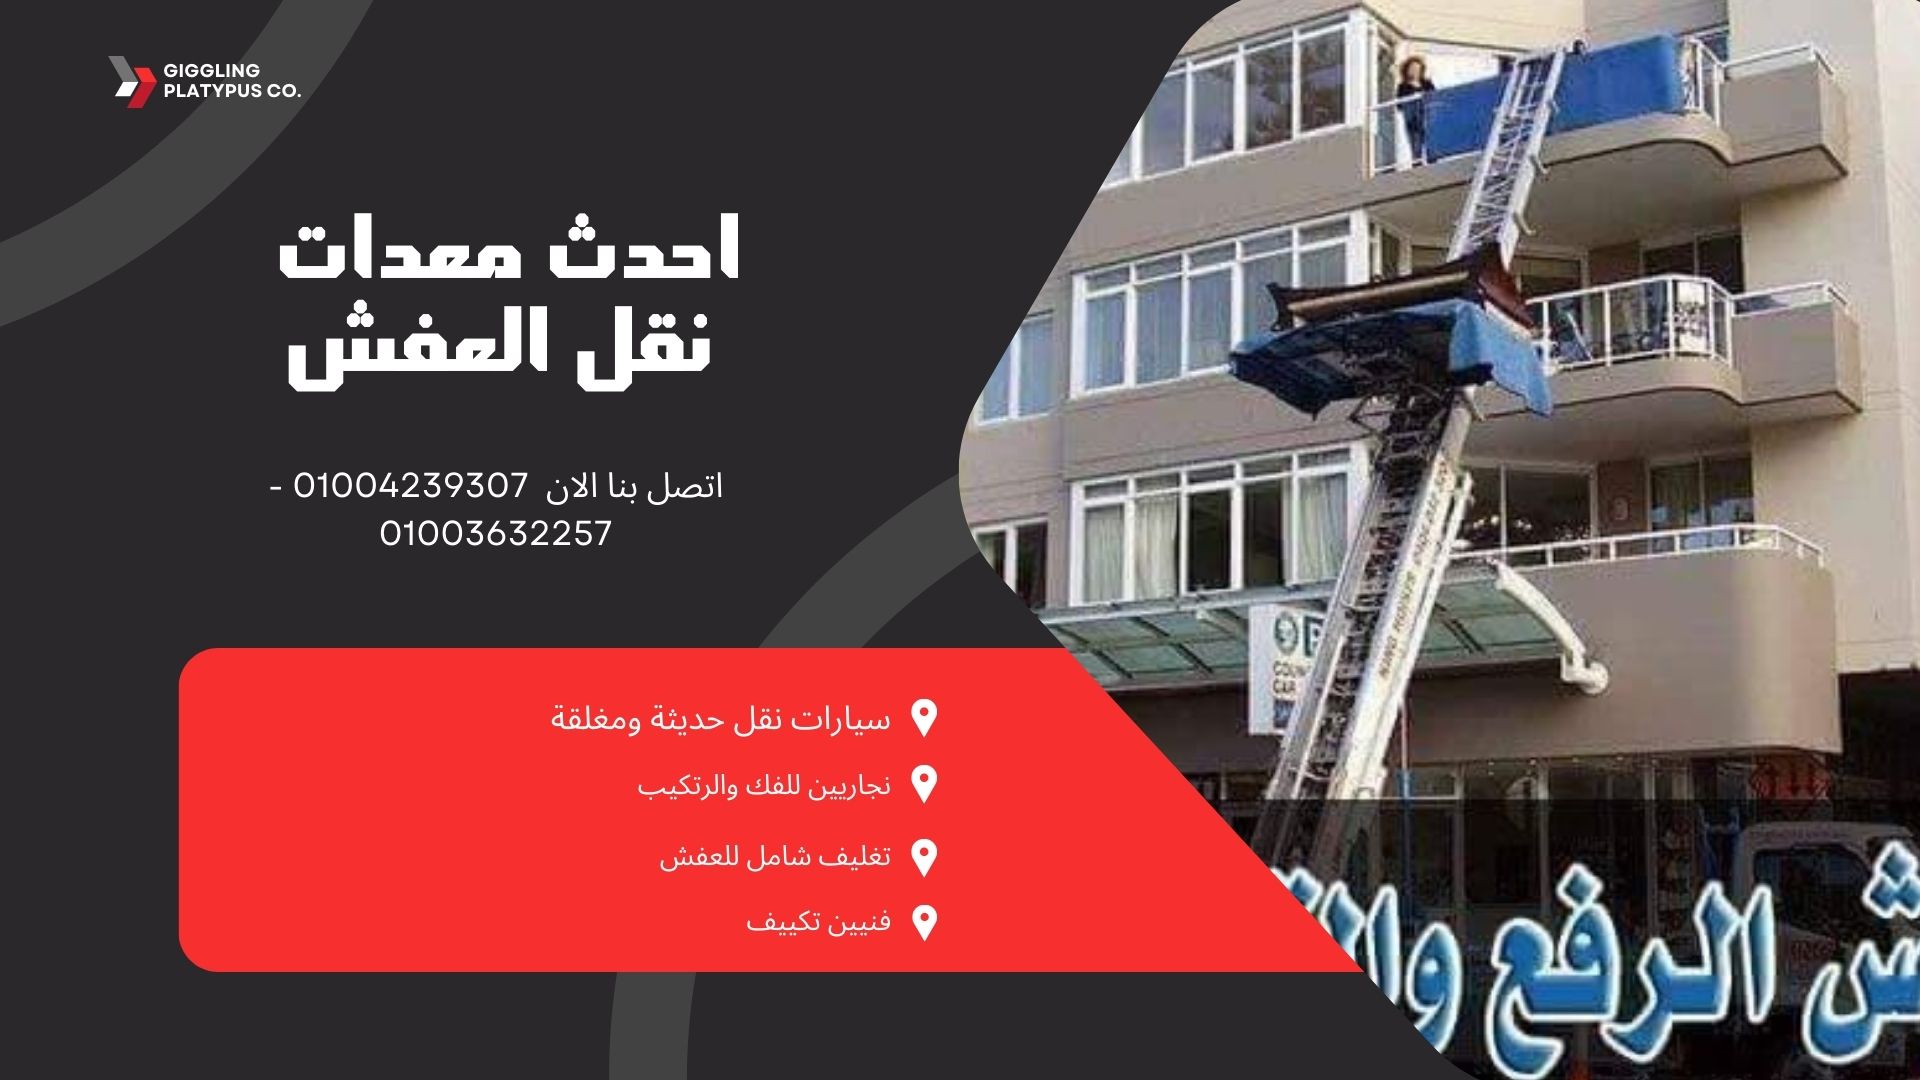 GIGGLING
PLATYPUS CO.
احدث معدات
نقل العفش
اتصل بنا الان 01004239307 -
01003632257
سيارات نقل حديثة ومغلقة
نجاريين للفك والرتكيب
تغليف شامل للعفش
فنيين تكييف
ش الرفع وال